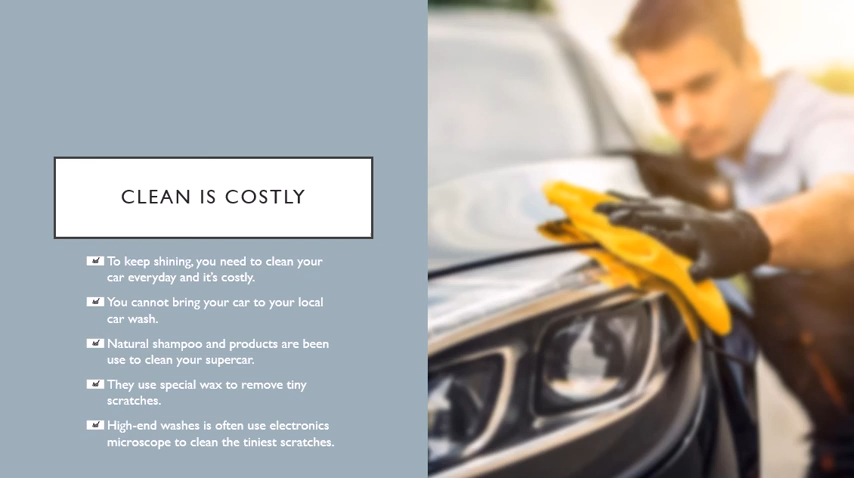 CLEAN IS COSTLY
To keep shining, you need to clean your
car everyday and it's costly.
You cannot bring your car to your local
car wash.
Natural shampoo and products are been
use to clean your supercar.
They use special wax to remove tiny
scratches.
High-end washes is often use electronics
microscope to clean the tiniest scratches.